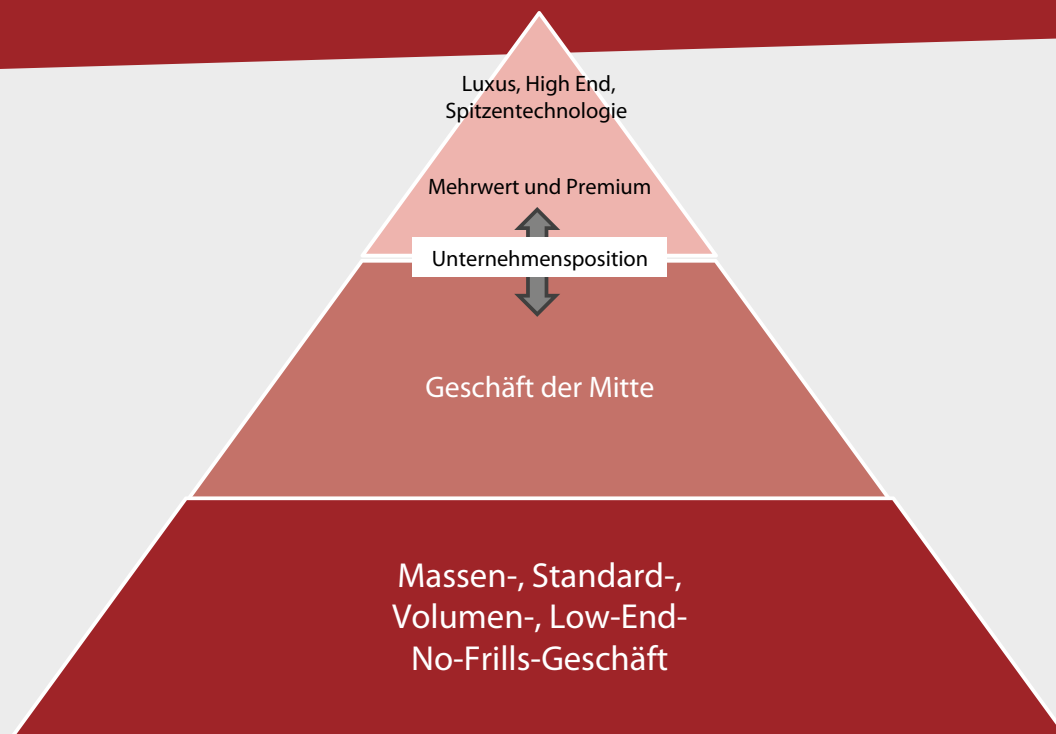 Luxus, High End,
Spitzentechnologie
Mehrwert und Premium
Unternehmensposition
Geschäft der Mitte
Massen-, Standard-,
Volumen-, Low-End-
No-Frills-Geschäft